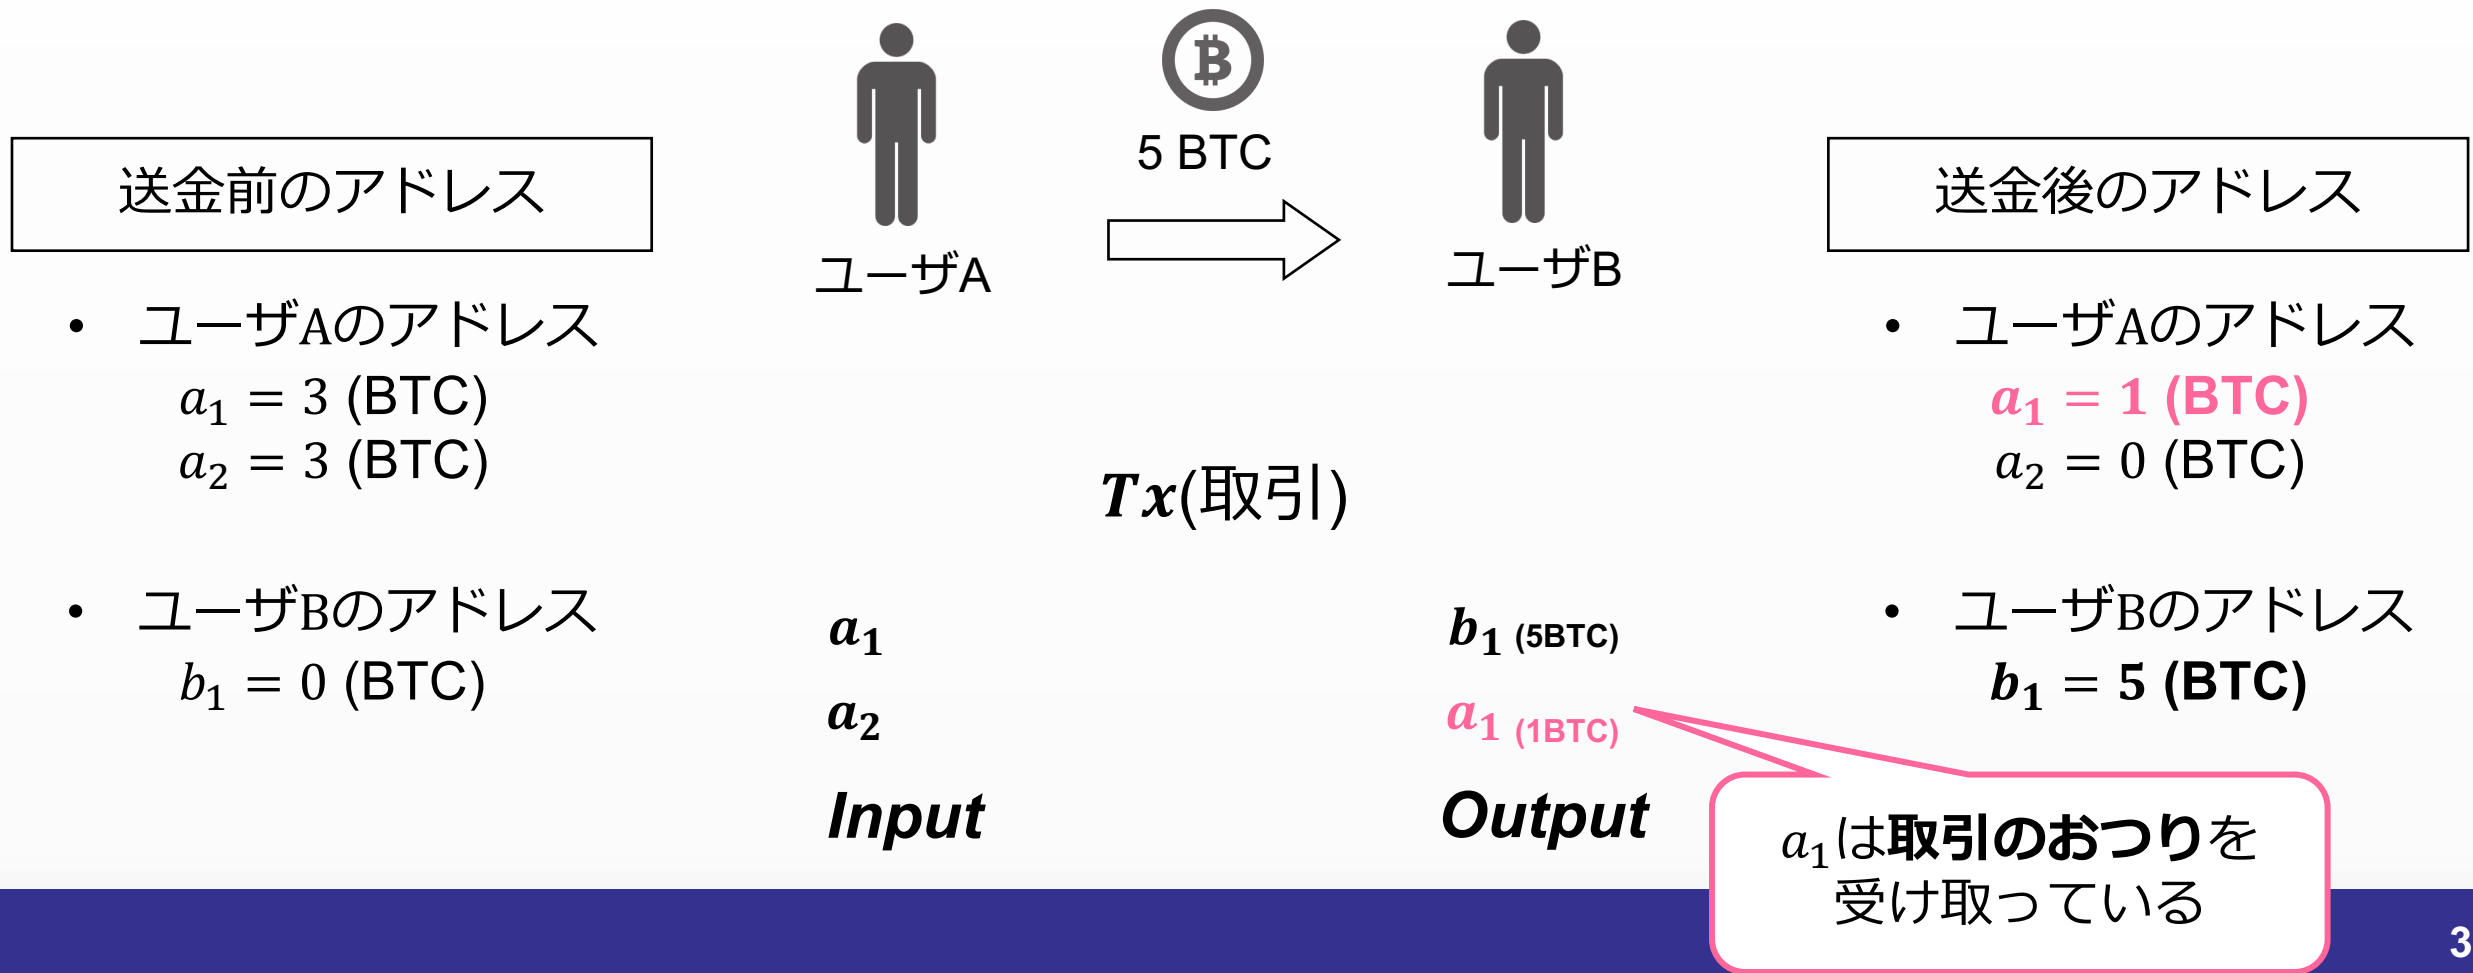 送金前のアドレス
• ユーザAのアドレス
a₁ = 3 (BTC)
a₂ = 3 (BTC)
• ユーザBのアドレス
b₁ = 0 (BTC)
5 BTC
ユーザA
ユーザB
Tx(取引)
a₁
a₂
Input
b₁ (5BTC)
a₁ (1BTC)
Output
送金後のアドレス
• ユーザAのアドレス
a₁ = 1 (BTC)
a₂ = 0 (BTC)
• ユーザBのアドレス
b₁ = 5 (BTC)
a₁は取引のおつりを
受け取っている
3